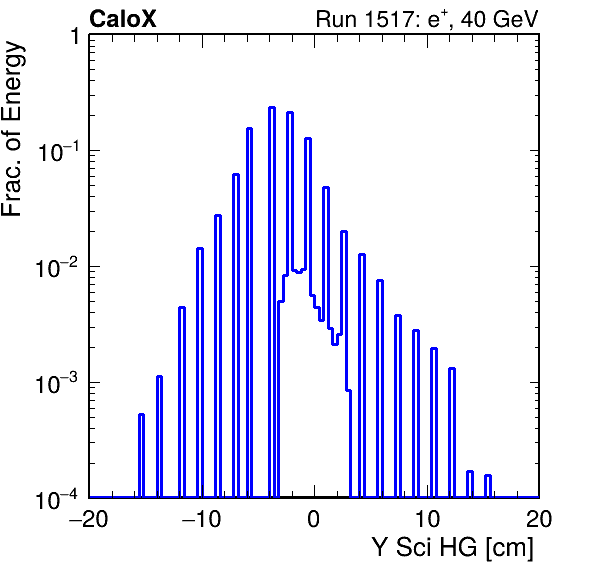 CaloX Run 1517: e⁺, 40 GeV
Frac. of Energy
1
10⁻¹
10⁻²
10⁻³
10⁻⁴
−20 −10 0 10 20
Y Sci HG [cm]